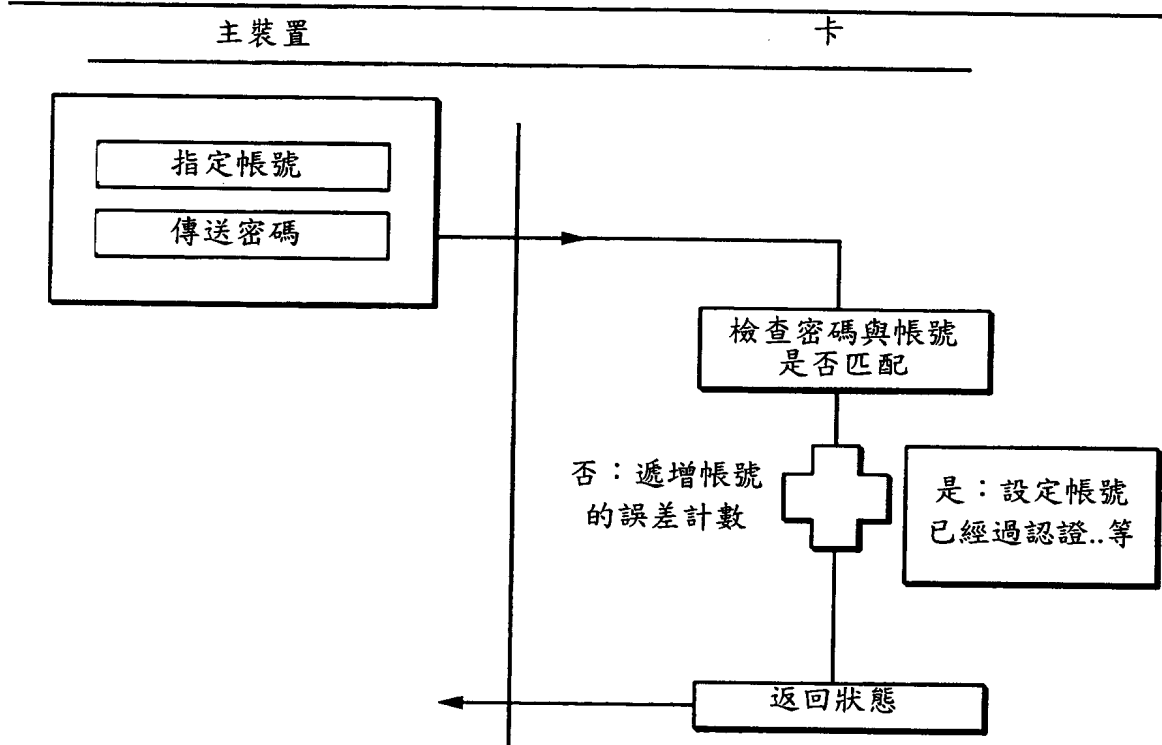 主裝置
卡
指定帳號
傳送密碼
檢查密碼與帳號
是否匹配
否：遞增帳號
的誤差計數
是：設定帳號
已經過認證..等
返回狀態